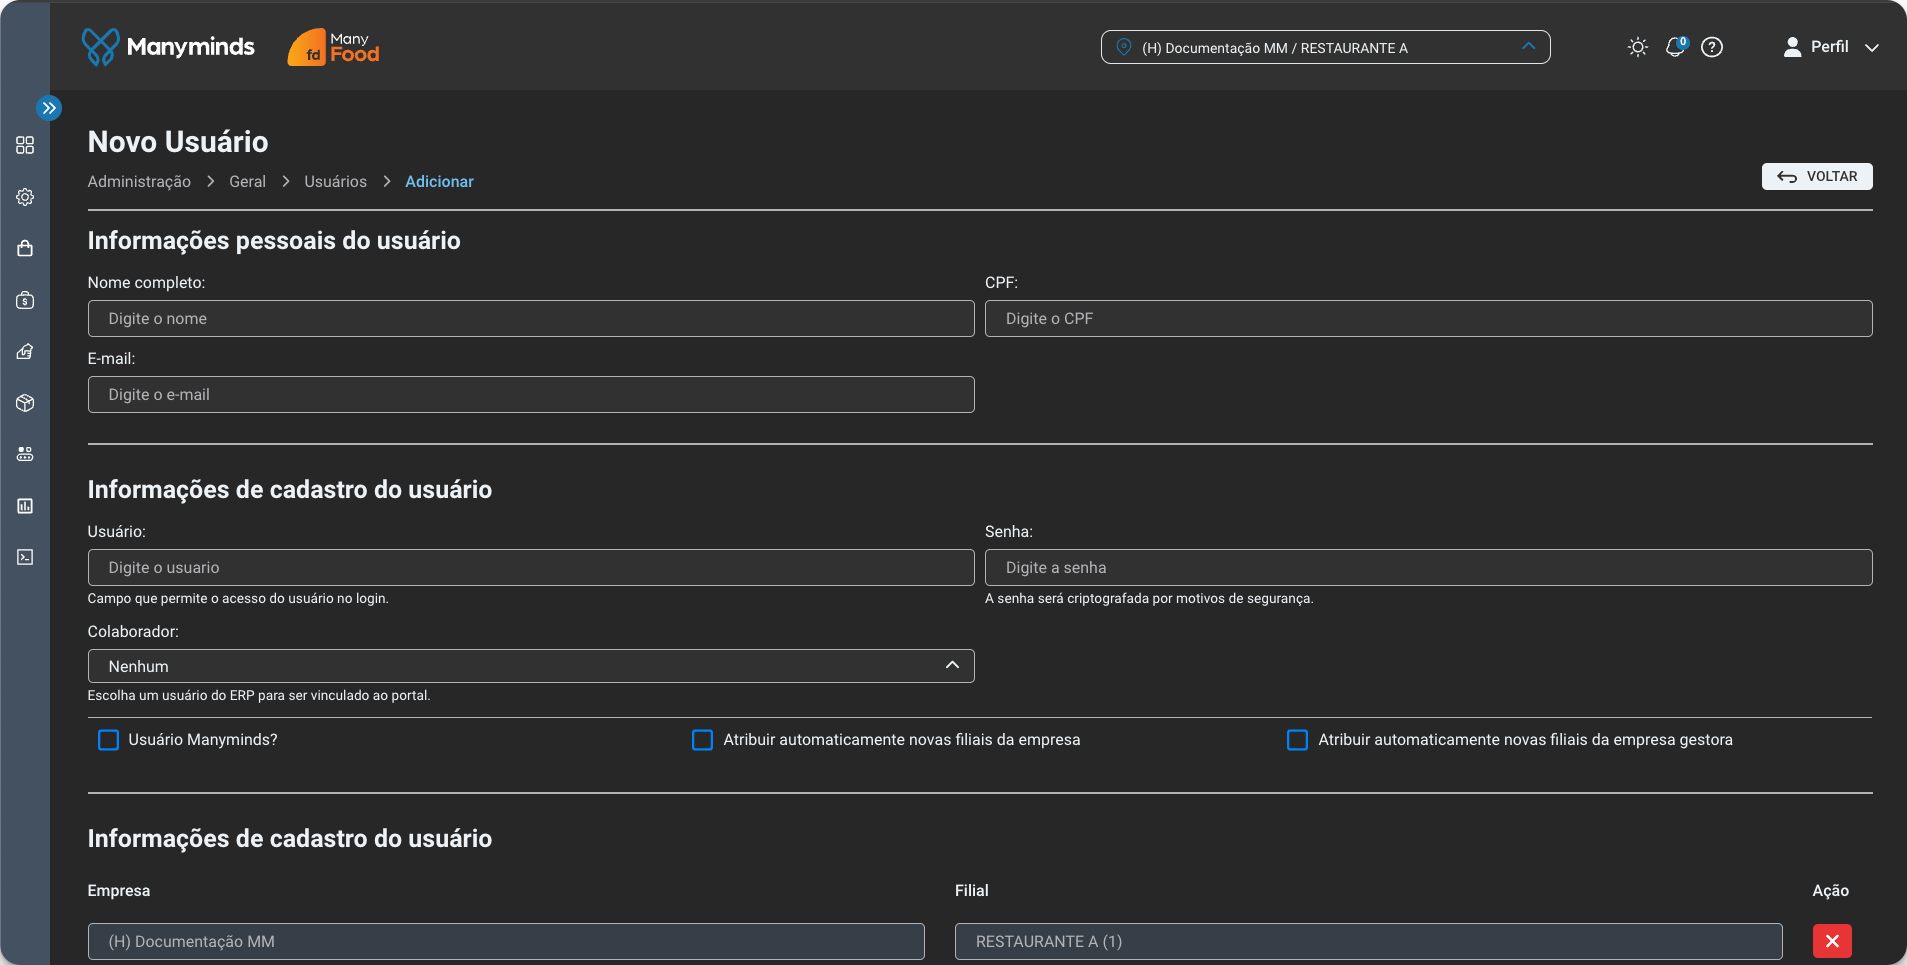 Manyminds
fd Many Food
(H) Documentação MM / RESTAURANTE A
0
Perfil
Novo Usuário
Administração > Geral > Usuários > Adicionar
VOLTAR
Informações pessoais do usuário
Nome completo:
CPF:
Digite o nome
Digite o CPF
E-mail:
Digite o e-mail
Informações de cadastro do usuário
Usuário:
Senha:
Digite o usuario
Digite a senha
Campo que permite o acesso do usuário no login.
A senha será criptografada por motivos de segurança.
Colaborador:
Nenhum
Escolha um usuário do ERP para ser vinculado ao portal.
Usuário Manyminds?
Atribuir automaticamente novas filiais da empresa
Atribuir automaticamente novas filiais da empresa gestora
Informações de cadastro do usuário
Empresa
Filial
Ação
(H) Documentação MM
RESTAURANTE A (1)